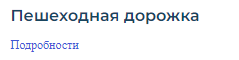 Пешеходная дорожка
Подробности